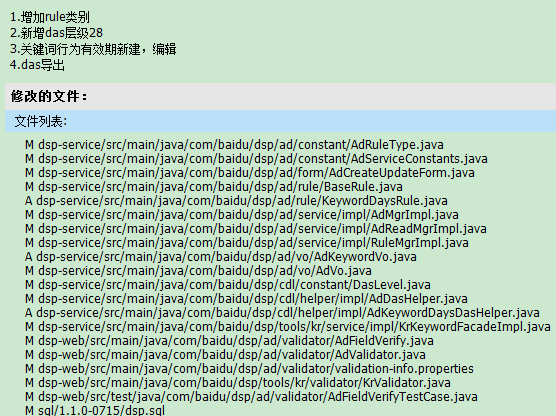 1.增加rule类别
2.新增das层级28
3.关键词行为有效期新建，编辑
4.das导出
修改的文件：
文件列表:
M dsp-service/src/main/java/com/baidu/dsp/ad/constant/AdRuleType.java
M dsp-service/src/main/java/com/baidu/dsp/ad/constant/AdServiceConstants.java
M dsp-service/src/main/java/com/baidu/dsp/ad/form/AdCreateUpdateForm.java
M dsp-service/src/main/java/com/baidu/dsp/ad/rule/BaseRule.java
A dsp-service/src/main/java/com/baidu/dsp/ad/rule/KeywordDaysRule.java
M dsp-service/src/main/java/com/baidu/dsp/ad/service/impl/AdMgrImpl.java
M dsp-service/src/main/java/com/baidu/dsp/ad/service/impl/AdReadMgrImpl.java
M dsp-service/src/main/java/com/baidu/dsp/ad/service/impl/RuleMgrImpl.java
A dsp-service/src/main/java/com/baidu/dsp/ad/vo/AdKeywordVo.java
M dsp-service/src/main/java/com/baidu/dsp/ad/vo/AdVo.java
M dsp-service/src/main/java/com/baidu/dsp/cdl/constant/DasLevel.java
M dsp-service/src/main/java/com/baidu/dsp/cdl/helper/impl/AdDasHelper.java
A dsp-service/src/main/java/com/baidu/dsp/cdl/helper/impl/AdKeywordDaysDasHelper.java
M dsp-service/src/main/java/com/baidu/dsp/tools/kr/service/impl/KrKeywordFacadeImpl.java
M dsp-web/src/main/java/com/baidu/dsp/ad/validator/AdFieldVerify.java
M dsp-web/src/main/java/com/baidu/dsp/ad/validator/AdValidator.java
M dsp-web/src/main/java/com/baidu/dsp/ad/validator/validation-info.properties
M dsp-web/src/main/java/com/baidu/dsp/tools/kr/validator/KrValidator.java
M dsp-web/src/test/java/com/baidu/dsp/ad/validator/AdFieldVerifyTestCase.java
M sql/1.1.0-0715/dsp.sql